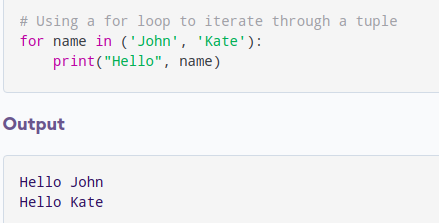 # Using a for loop to iterate through a tuple
for name in ('John', 'Kate'):
    print("Hello", name)
Output
Hello John
Hello Kate